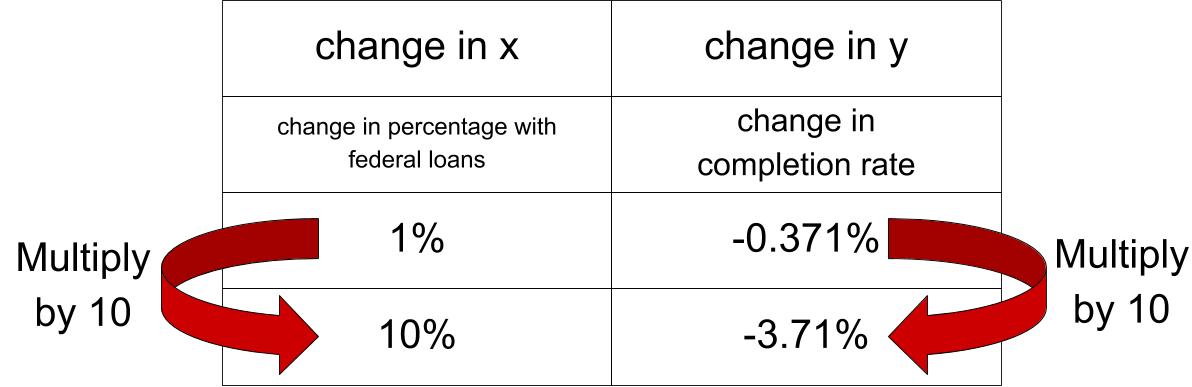 change in x
change in y
change in percentage with
federal loans
change in
completion rate
Multiply
by 10
1%
-0.371%
Multiply
by 10
10%
-3.71%